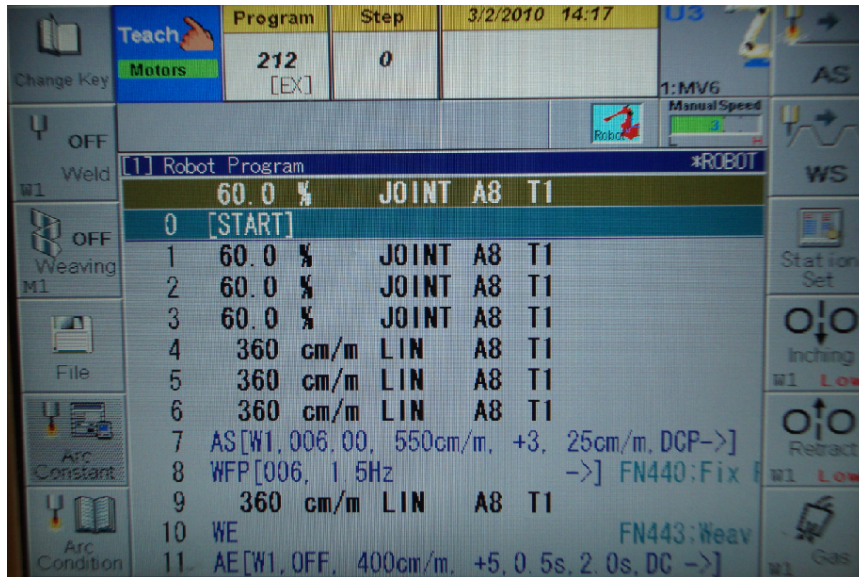 Change Key
Teach
Motors
Program
212
[EX]
Step
0
3/2/2010 14:17
U3
1:MV6
AS
Robot
Manual Speed
3
H
OFF
Weld
W1
WS
[1] Robot Program *ROBOT
60.0 % JOINT A8 T1
0 [START]
1 60.0 % JOINT A8 T1
2 60.0 % JOINT A8 T1
3 60.0 % JOINT A8 T1
4 360 cm/m LIN A8 T1
5 360 cm/m LIN A8 T1
6 360 cm/m LIN A8 T1
7 AS[W1,006.00, 550cm/m, +3, 25cm/m,DCP->]
8 WFP[006, 1.5Hz ->] FN440;Fix
9 360 cm/m LIN A8 T1
10 WE FN443;Weav
11 AE[W1,OFF, 400cm/m, +5,0.5s,2.0s,DC ->]
OFF
Weaving
M1
File
Arc
Constant
Arc
Condition
Station
Set
Inching
W1 Low
Retract
W1 Low
Gas
W1